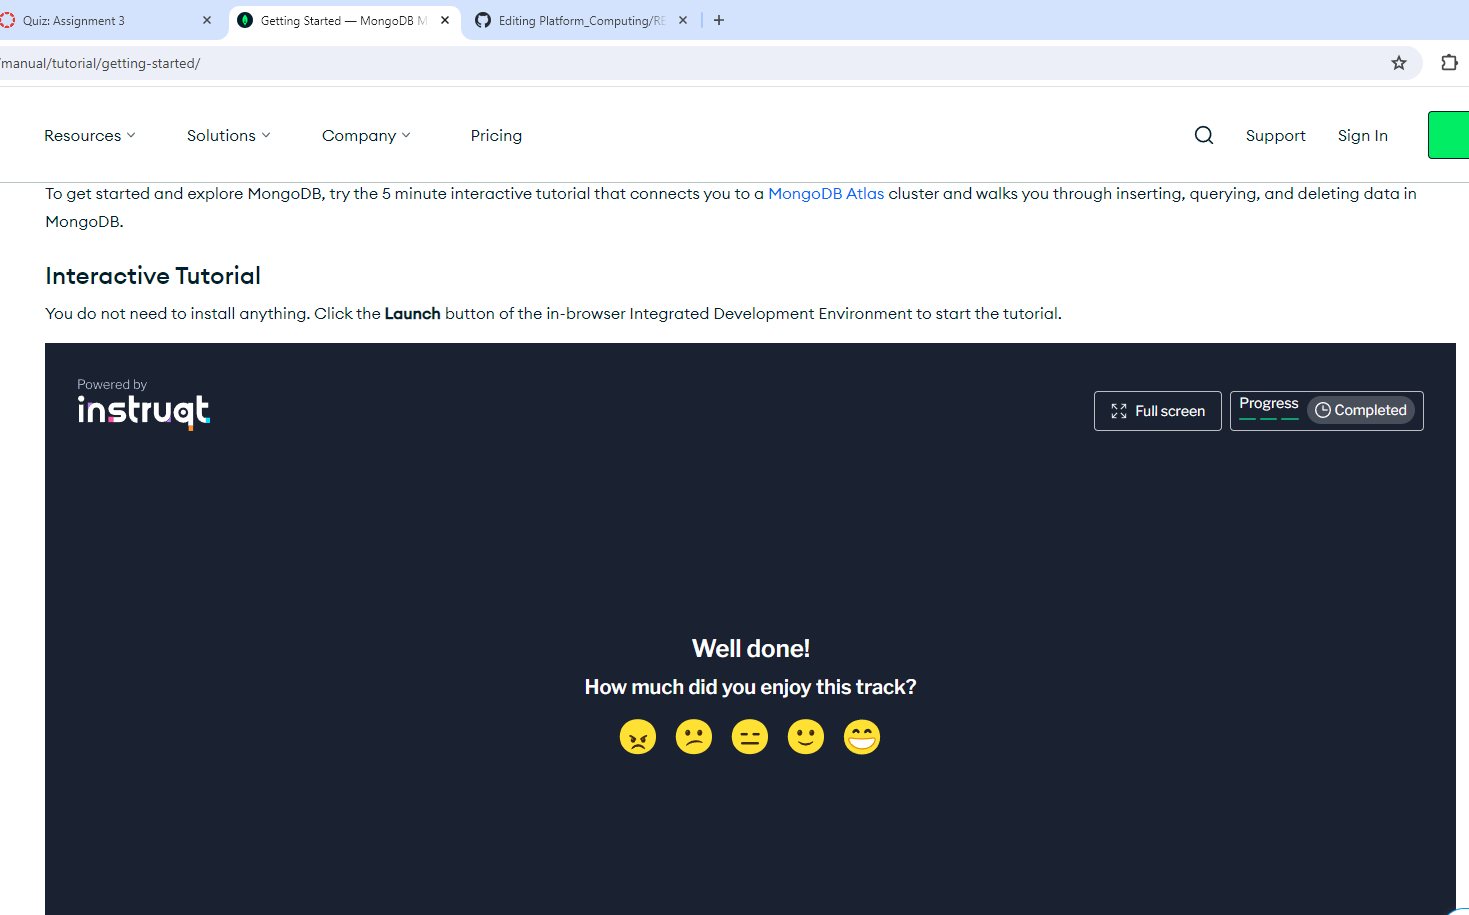 Quiz: Assignment 3
Getting Started — MongoDB M
Editing Platform_Computing/RE
/manual/tutorial/getting-started/
Resources
Solutions
Company
Pricing
Support
Sign In
To get started and explore MongoDB, try the 5 minute interactive tutorial that connects you to a MongoDB Atlas cluster and walks you through inserting, querying, and deleting data in
MongoDB.
Interactive Tutorial
You do not need to install anything. Click the Launch button of the in-browser Integrated Development Environment to start the tutorial.
Powered by
instruqt
Full screen
Progress
Completed
Well done!
How much did you enjoy this track?